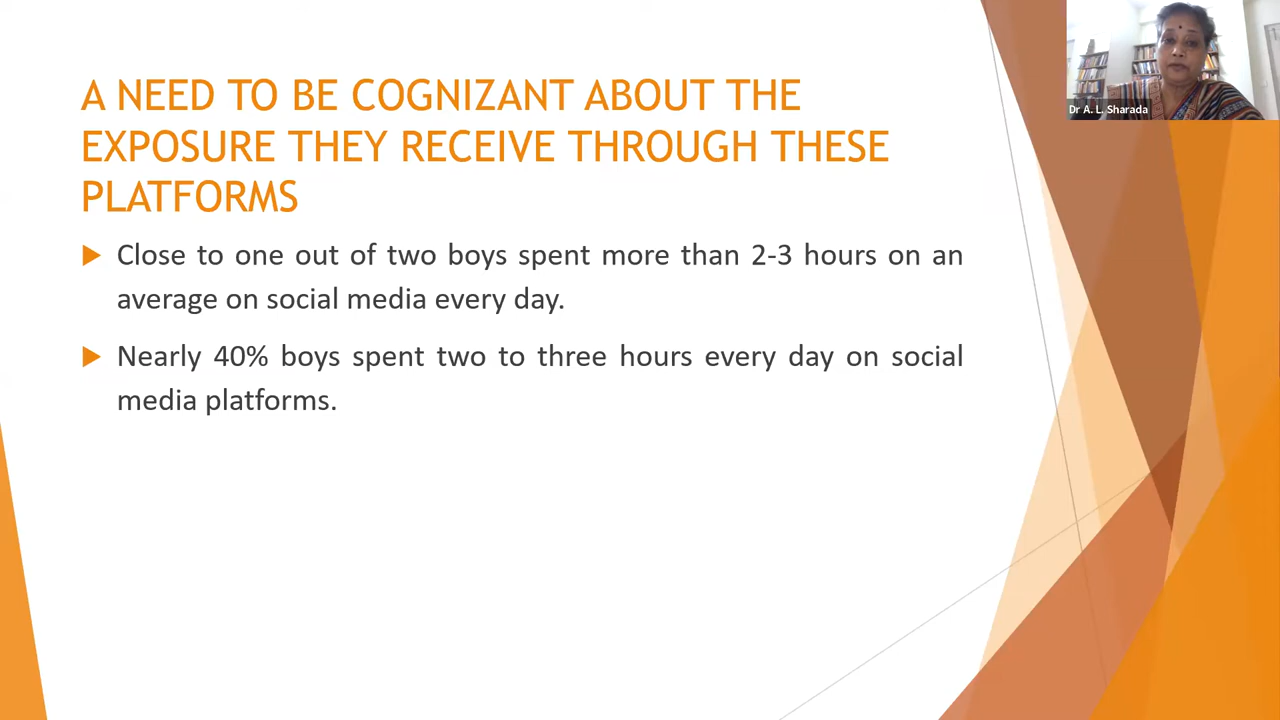 A NEED TO BE COGNIZANT ABOUT THE
EXPOSURE THEY RECEIVE THROUGH THESE
PLATFORMS
Close to one out of two boys spent more than 2-3 hours on an
average on social media every day.
Nearly 40% boys spent two to three hours every day on social
media platforms.
Dr A. L. Sharada